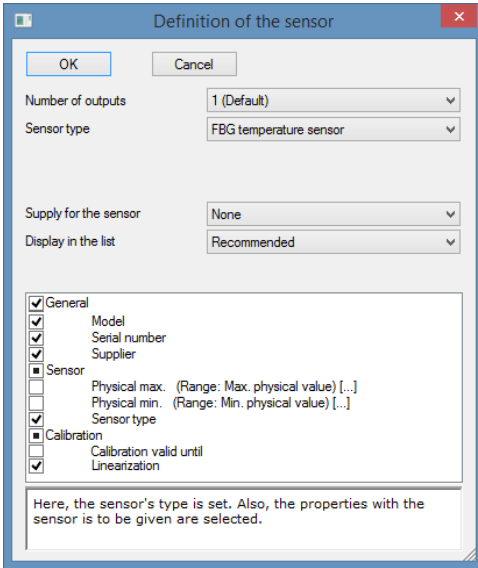 Definition of the sensor
OK Cancel
Number of outputs 1 (Default)
Sensor type FBG temperature sensor
Supply for the sensor None
Display in the list Recommended
General
Model
Serial number
Supplier
Sensor
Physical max. (Range: Max. physical value) [...]
Physical min. (Range: Min. physical value) [...]
Sensor type
Calibration
Calibration valid until
Linearization
Here, the sensor's type is set. Also, the properties with the
sensor is to be given are selected.